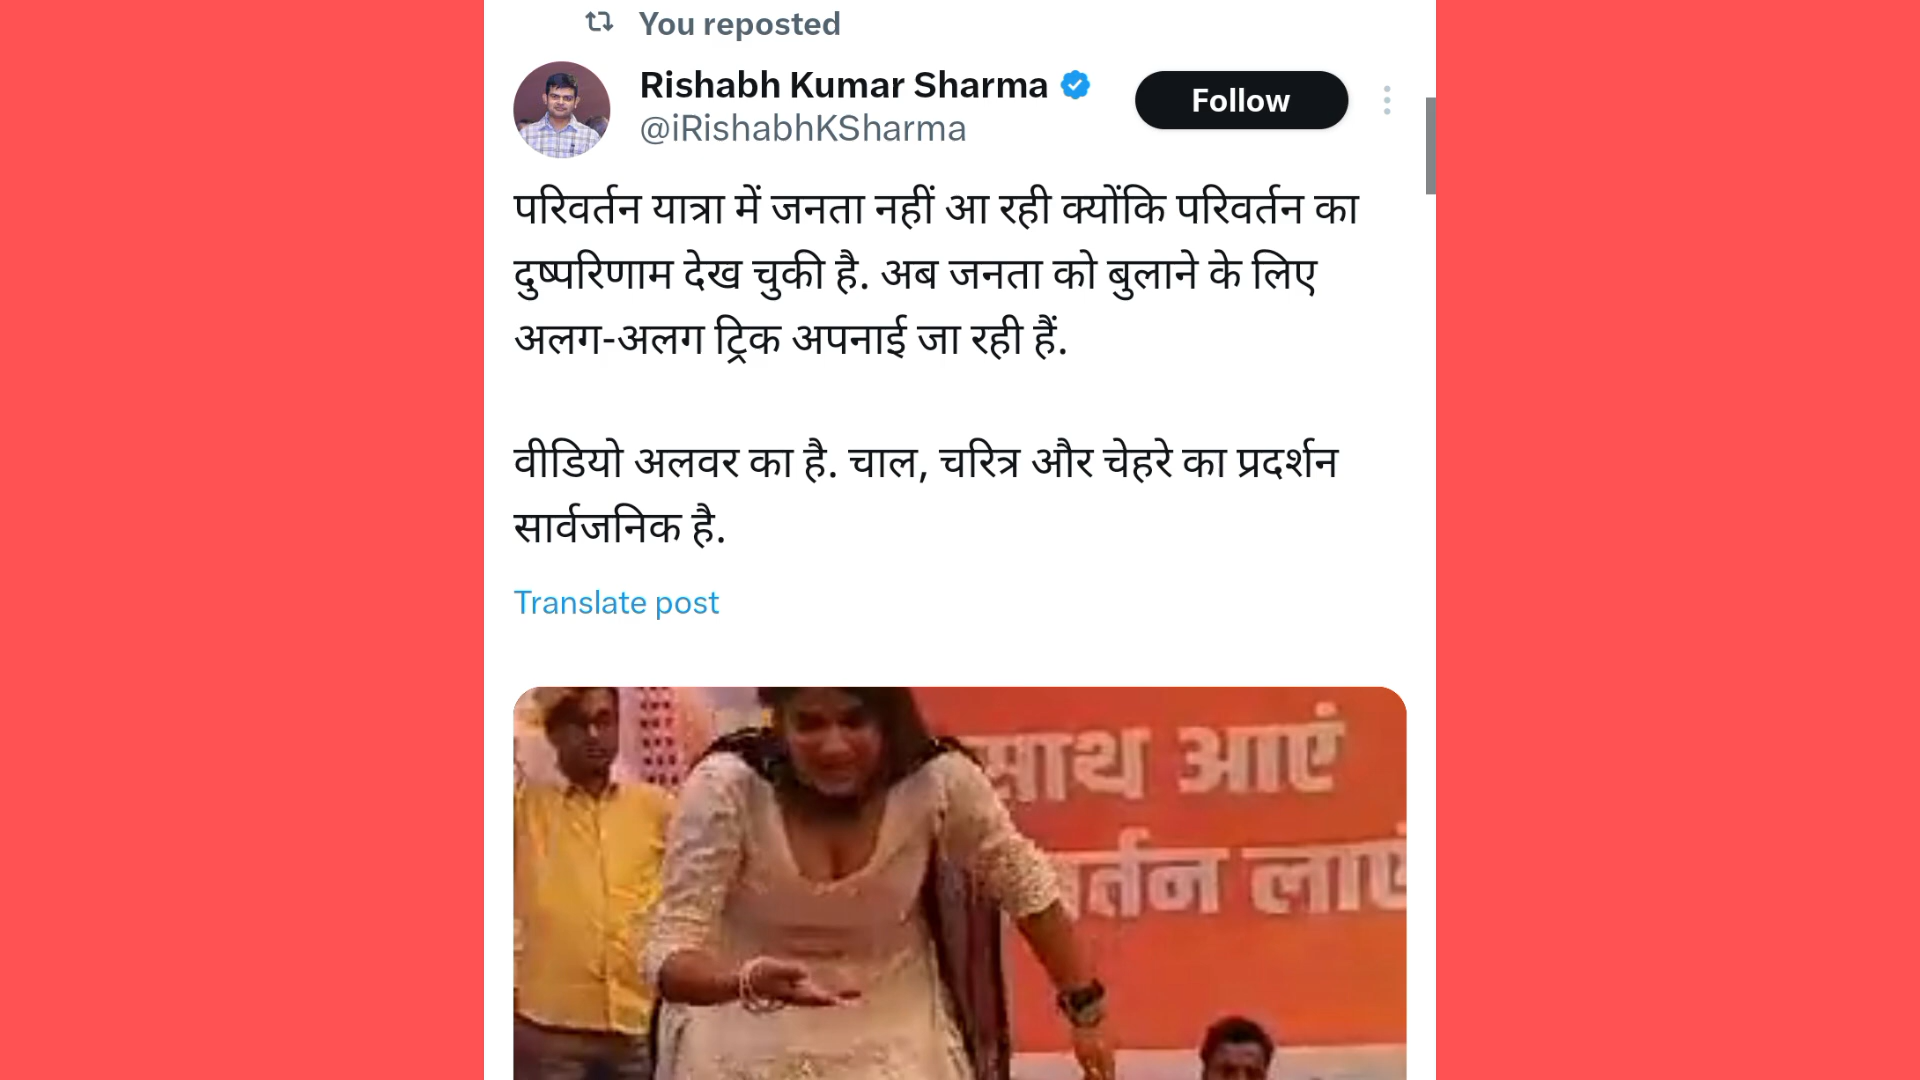 You reposted
Rishabh Kumar Sharma
Follow
@iRishabhKSharma
परिवर्तन यात्रा में जनता नहीं आ रही क्योंकि परिवर्तन का
दुष्परिणाम देख चुकी है. अब जनता को बुलाने के लिए
अलग-अलग ट्रिक अपनाई जा रही हैं.
वीडियो अलवर का है. चाल, चरित्र और चेहरे का प्रदर्शन
सार्वजनिक है.
Translate post
साथ आएं